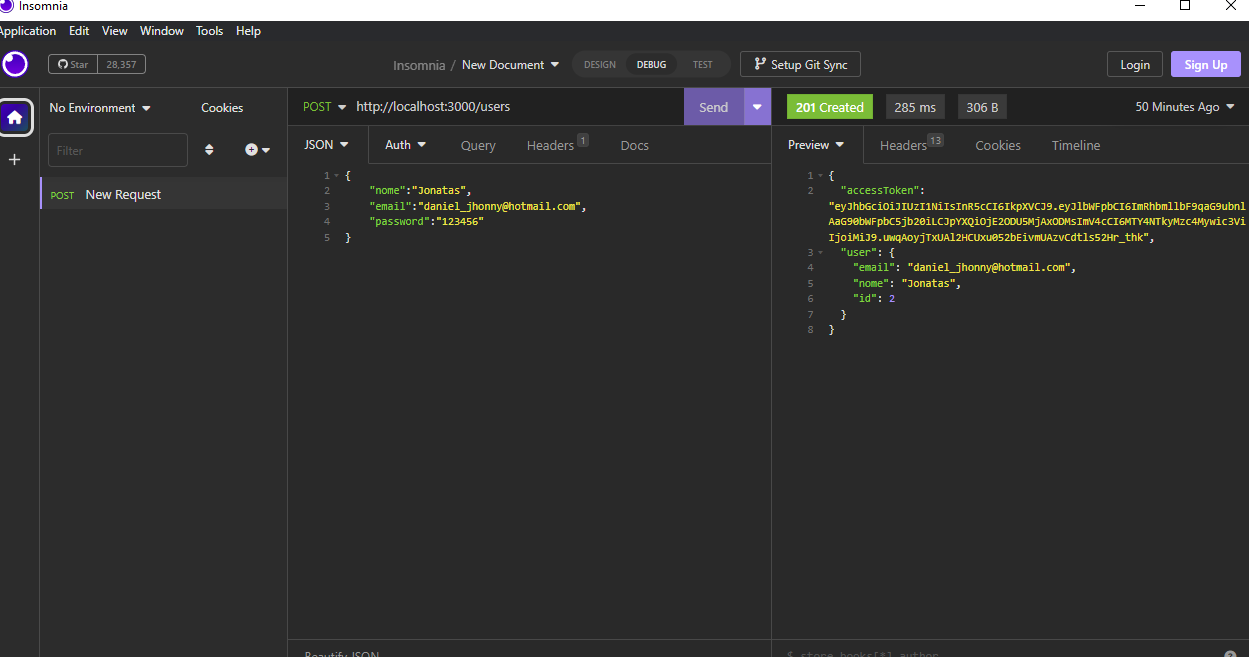 Insomnia
Application Edit View Window Tools Help
Star 28,357
Insomnia / New Document
DESIGN DEBUG TEST
Setup Git Sync
Login
Sign Up
No Environment
Cookies
POST http://localhost:3000/users
Send
201 Created 285 ms 306 B
50 Minutes Ago
Filter
JSON Auth Query Headers 1 Docs
Preview Headers 13 Cookies Timeline
POST New Request
1 {
2 "nome":"Jonatas",
3 "email":"daniel_jhonny@hotmail.com",
4 "password":"123456"
5 }
1 {
2 "accessToken":
"eyJhbGciOiJIUzI1NiIsInR5cCI6IkpXVCJ9.eyJlbWFpbCI6ImRhbmllbF9qaG9ubnl
AaG90bWFpbC5jb20iLCJpYXQiOjE2ODU5MjAxODMsImV4cCI6MTY4NTkyMzc4Mywic3Vi
IjoiMiJ9.uwqAoyjTxUAl2HCUxu052bEivmUAzvCdtls52Hr_thk",
3 "user": {
4 "email": "daniel_jhonny@hotmail.com",
5 "nome": "Jonatas",
6 "id": 2
7 }
8 }
Beautify JSON
$ store.books[*].author